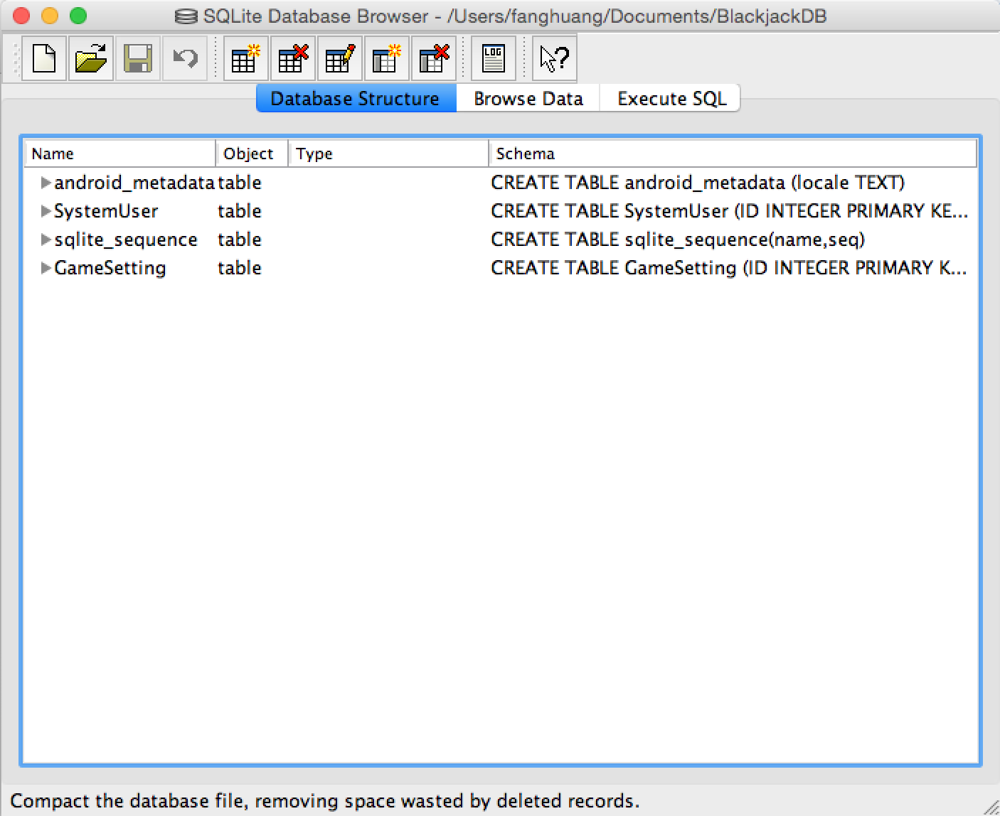 SQLite Database Browser - /Users/fanghuang/Documents/BlackjackDB
LOG
Database Structure Browse Data Execute SQL
Name Object Type Schema
android_metadata table CREATE TABLE android_metadata (locale TEXT)
SystemUser table CREATE TABLE SystemUser (ID INTEGER PRIMARY KE...
sqlite_sequence table CREATE TABLE sqlite_sequence(name,seq)
GameSetting table CREATE TABLE GameSetting (ID INTEGER PRIMARY K...
Compact the database file, removing space wasted by deleted records.